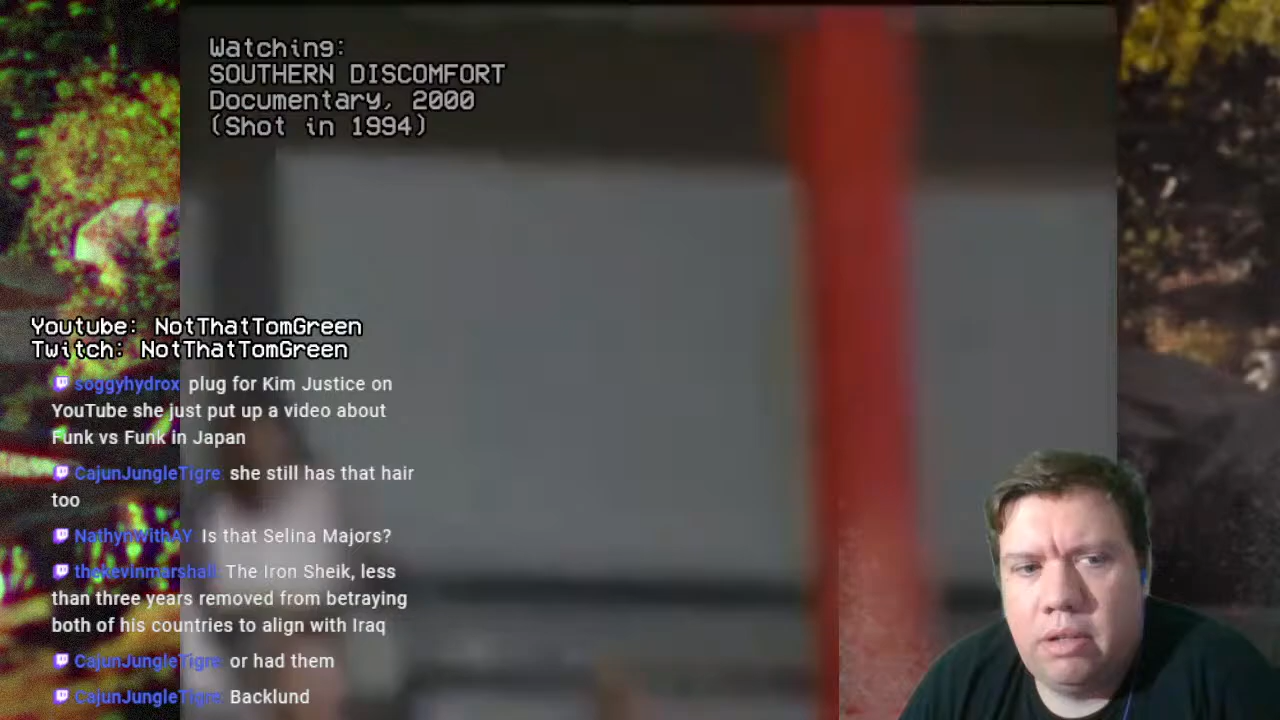 Watching:
SOUTHERN DISCOMFORT
Documentary, 2000
(Shot in 1994)
Youtube: NotThatTomGreen
Twitch: NotThatTomGreen
soggyhydrox plug for Kim Justice on
YouTube she just put up a video about
Funk vs Funk in Japan
CajunJungleTigre: she still has that hair
too
NathynWithAY Is that Selina Majors?
thekevinmarshall: The Iron Sheik, less
than three years removed from betraying
both of his countries to align with Iraq
CajunJungleTigre: or had them
CajunJungleTigre: Backlund